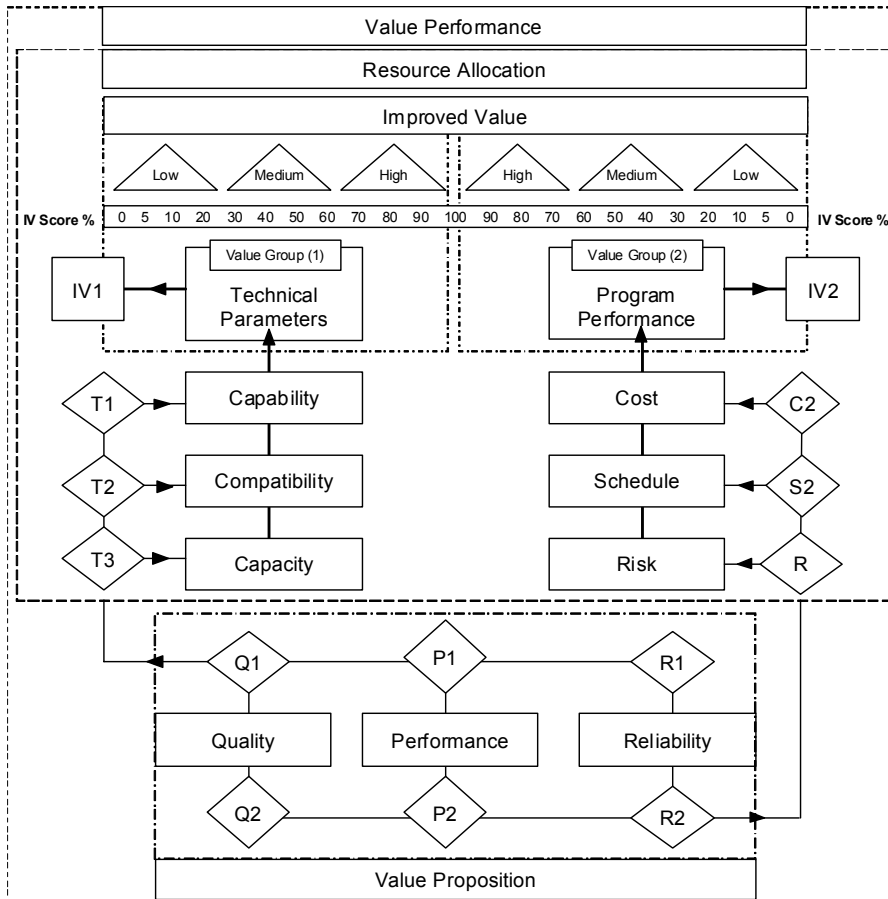 Value Performance
Resource Allocation
Improved Value
Low Medium High High Medium Low
IV Score % 0 5 10 20 30 40 50 60 70 80 90 100 90 80 70 60 50 40 30 20 10 5 0 IV Score %
Value Group (1) Value Group (2)
IV1 Technical Parameters Program Performance IV2
T1 Capability Cost C2
T2 Compatibility Schedule S2
T3 Capacity Risk R
Q1 P1 R1
Quality Performance Reliability
Q2 P2 R2
Value Proposition